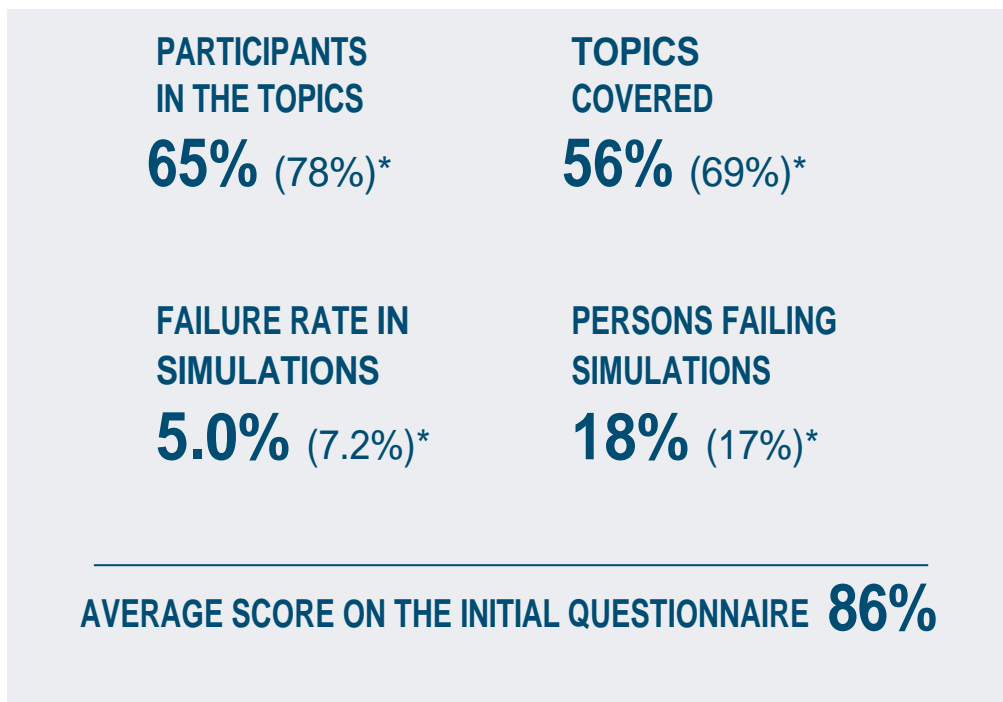 PARTICIPANTS
IN THE TOPICS
65% (78%)*
TOPICS
COVERED
56% (69%)*
FAILURE RATE IN
SIMULATIONS
5.0% (7.2%)*
PERSONS FAILING
SIMULATIONS
18% (17%)*
AVERAGE SCORE ON THE INITIAL QUESTIONNAIRE 86%